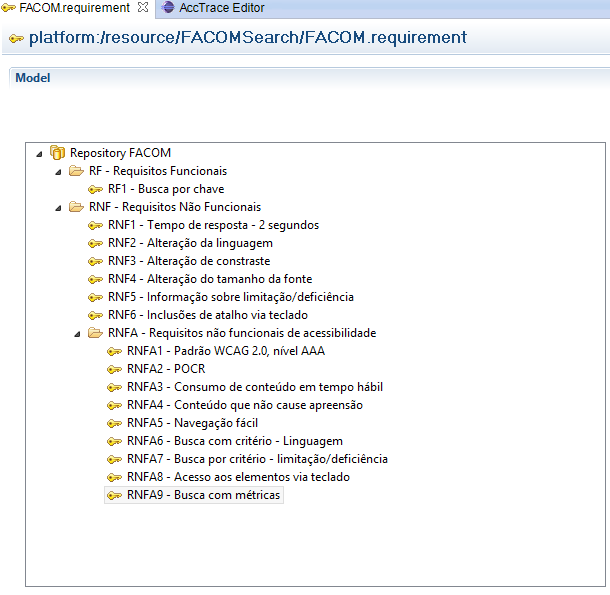 FACOM.requirement
AccTrace Editor
platform:/resource/FACOMSearch/FACOM.requirement
Model
Repository FACOM
RF - Requisitos Funcionais
RF1 - Busca por chave
RNF - Requisitos Não Funcionais
RNF1 - Tempo de resposta - 2 segundos
RNF2 - Alteração da linguagem
RNF3 - Alteração de constraste
RNF4 - Alteração do tamanho da fonte
RNF5 - Informação sobre limitação/deficiência
RNF6 - Inclusões de atalho via teclado
RNFA - Requisitos não funcionais de acessibilidade
RNFA1 - Padrão WCAG 2.0, nível AAA
RNFA2 - POCR
RNFA3 - Consumo de conteúdo em tempo hábil
RNFA4 - Conteúdo que não cause apreensão
RNFA5 - Navegação fácil
RNFA6 - Busca com critério - Linguagem
RNFA7 - Busca por critério - limitação/deficiência
RNFA8 - Acesso aos elementos via teclado
RNFA9 - Busca com métricas